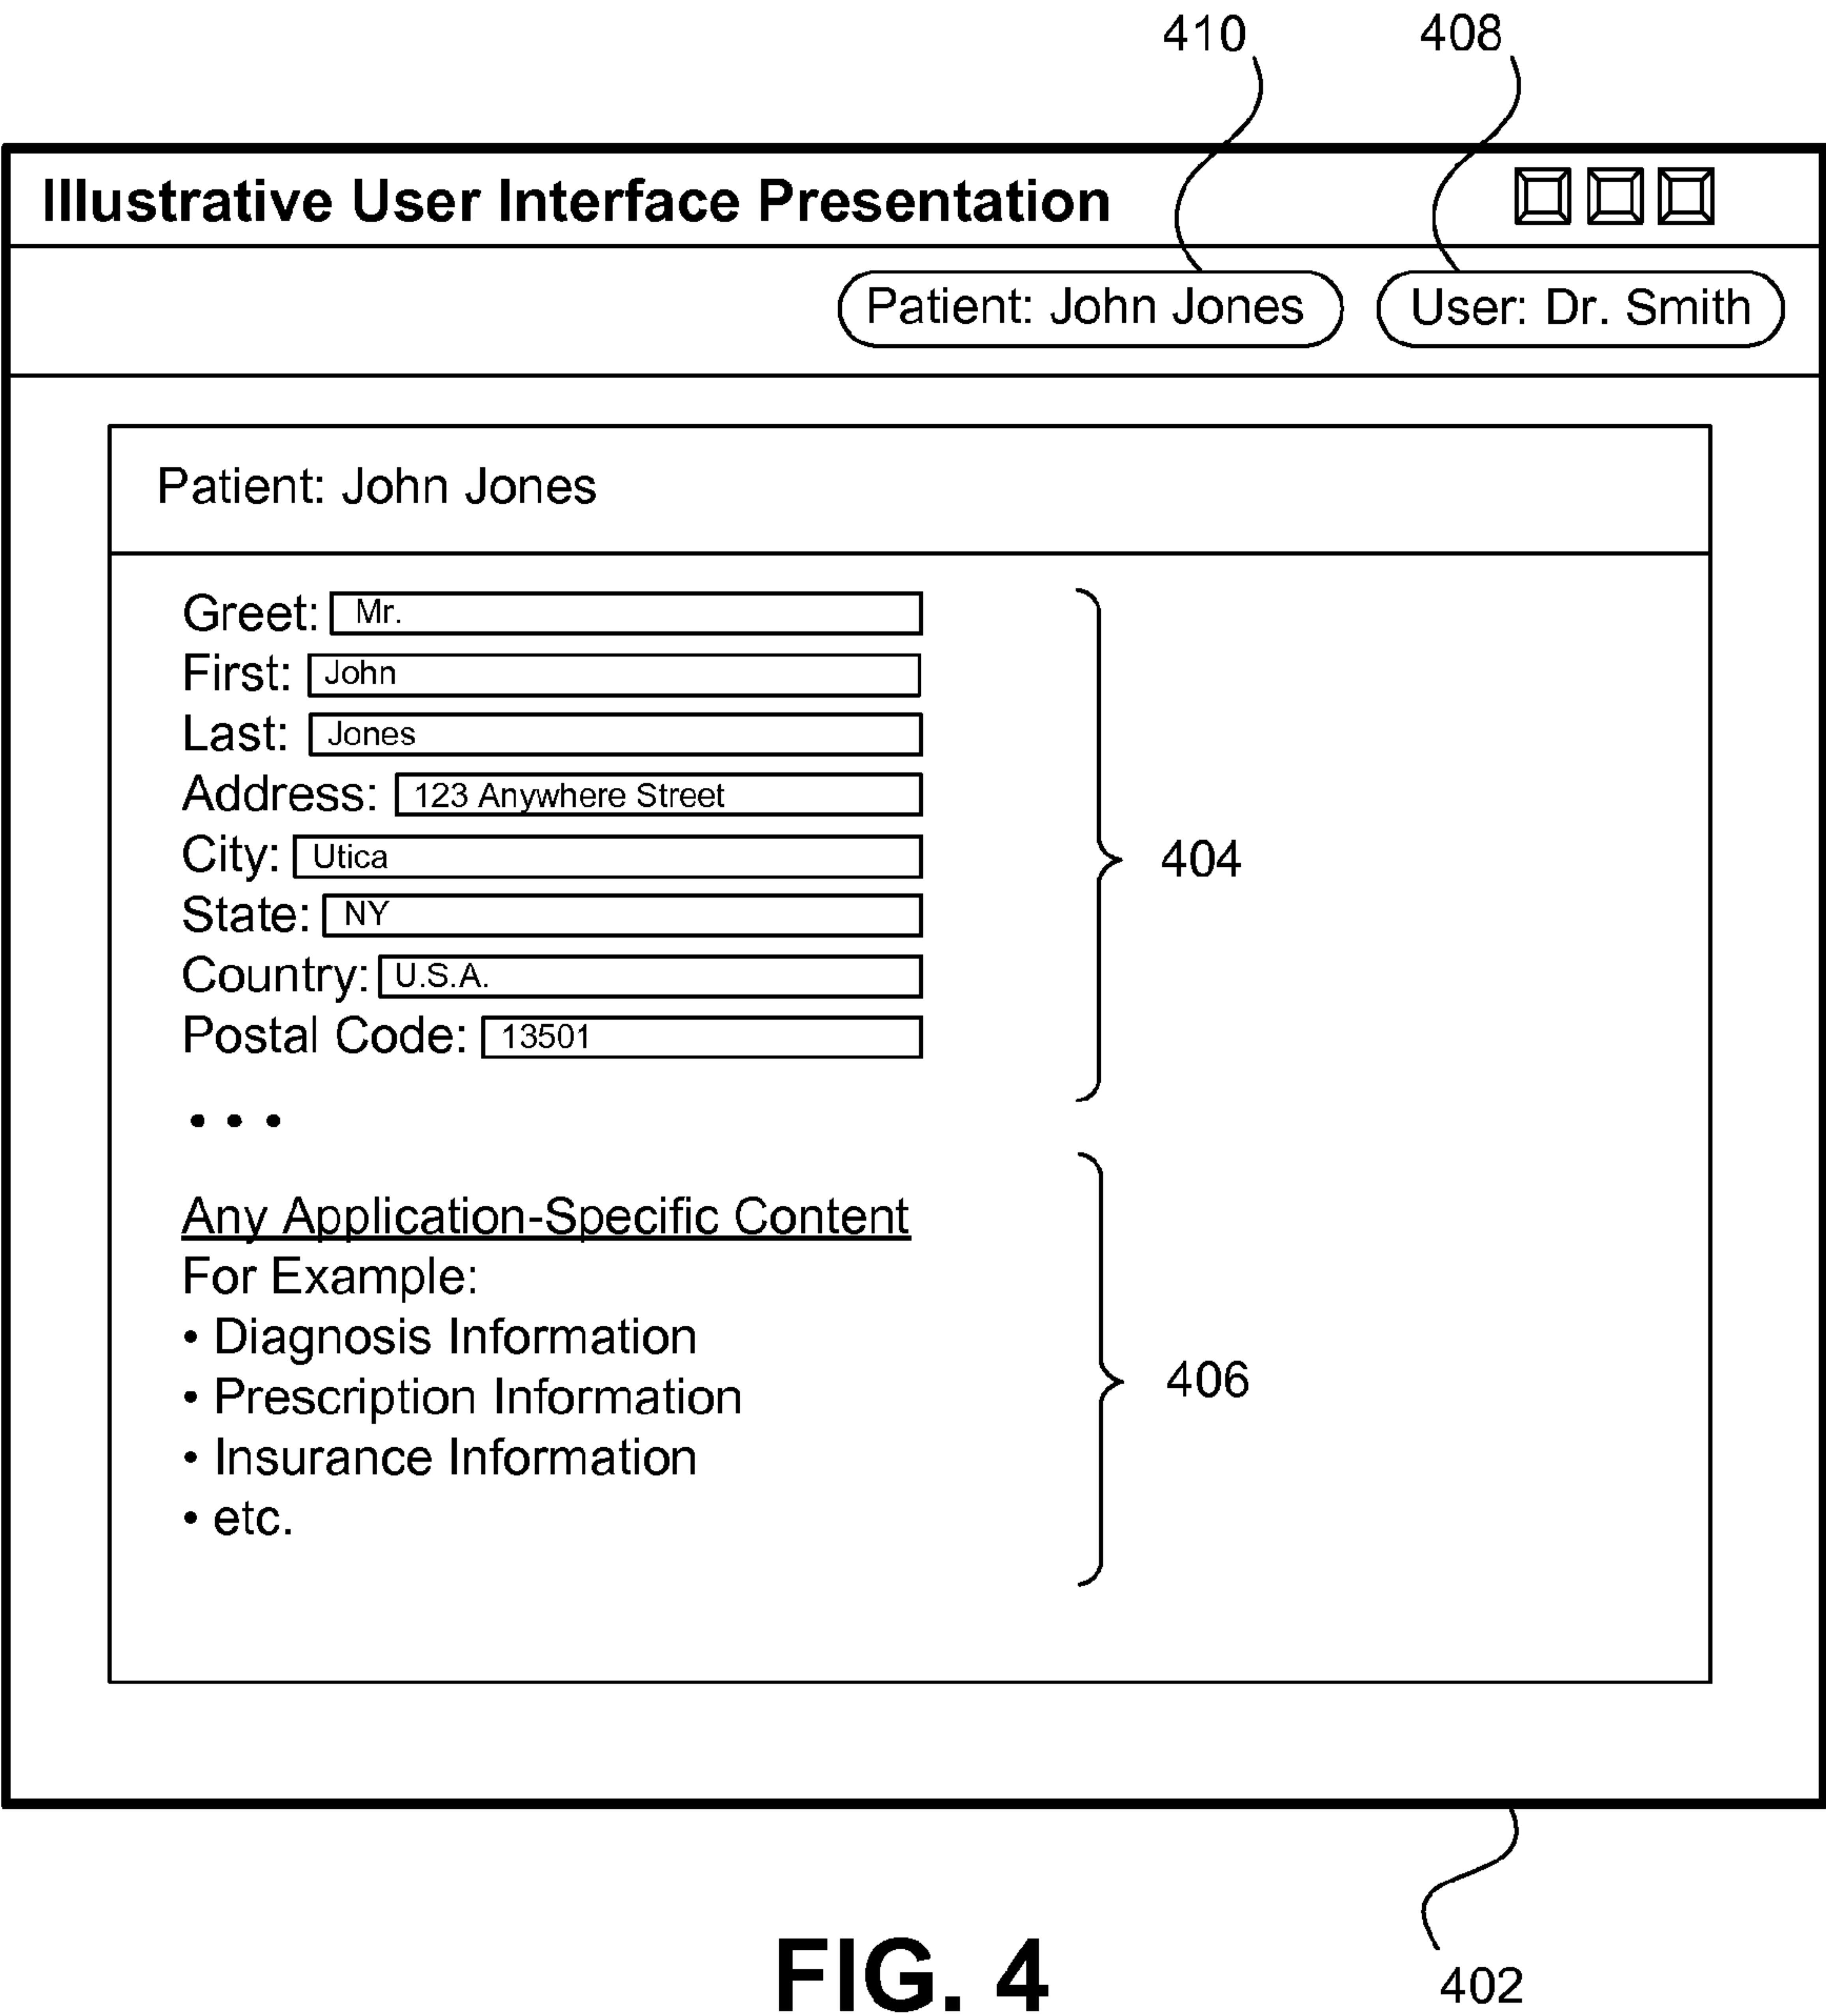 410 408
Illustrative User Interface Presentation
Patient: John Jones User: Dr. Smith
Patient: John Jones
Greet: Mr.
First: John
Last: Jones
Address: 123 Anywhere Street
City: Utica
404
State: NY
Country: U.S.A.
Postal Code: 13501
• • •
Any Application-Specific Content
For Example:
• Diagnosis Information
• Prescription Information
406
• Insurance Information
• etc.
402
FIG. 4